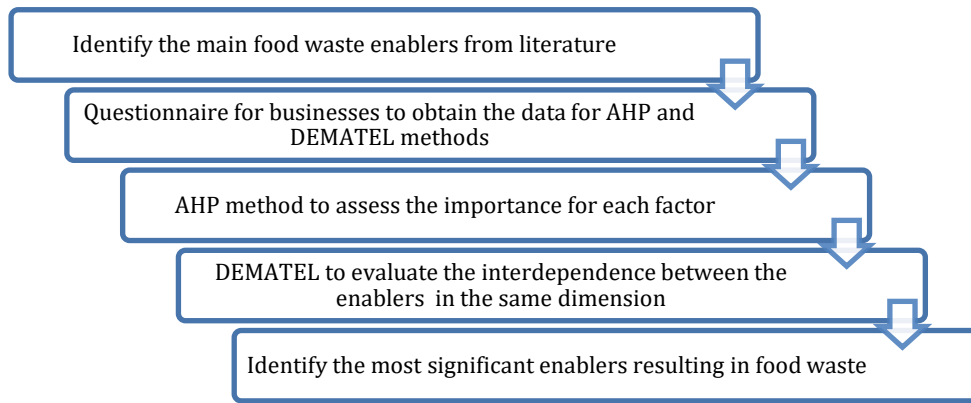 Identify the main food waste enablers from literature
Questionnaire for businesses to obtain the data for AHP and
DEMATEL methods
AHP method to assess the importance for each factor
DEMATEL to evaluate the interdependence between the
enablers in the same dimension
Identify the most significant enablers resulting in food waste